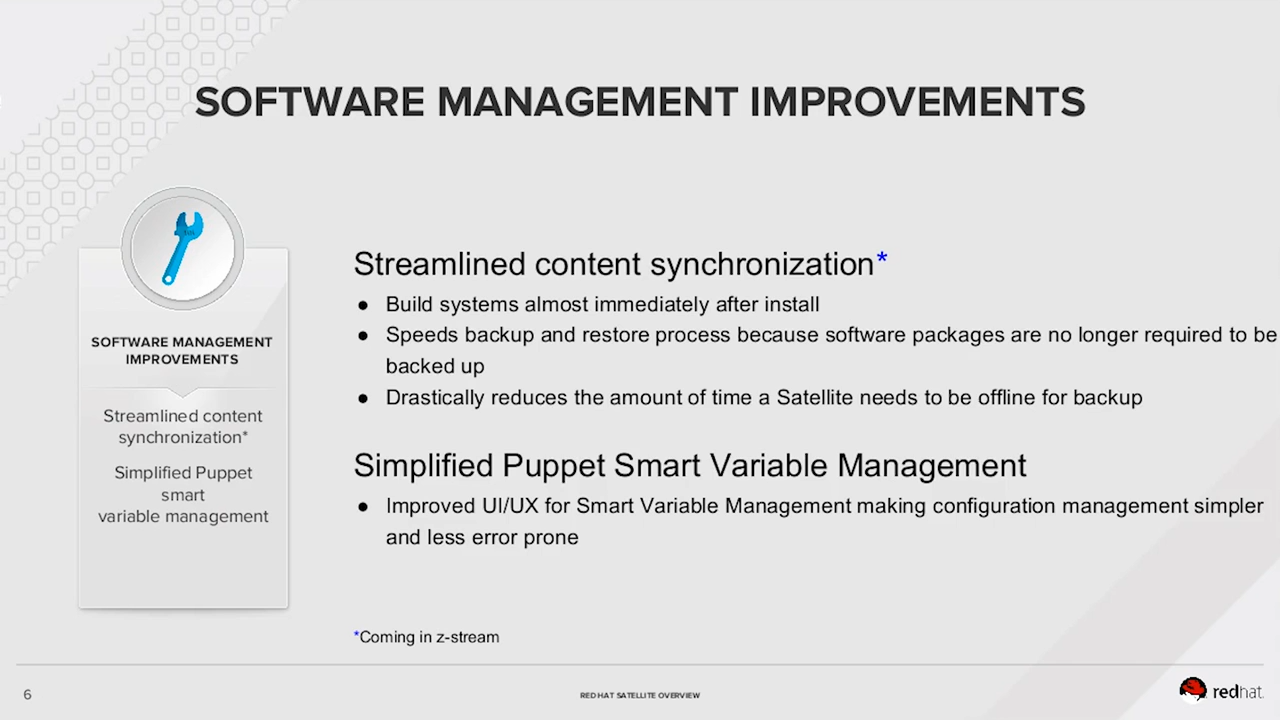 SOFTWARE MANAGEMENT IMPROVEMENTS
SOFTWARE MANAGEMENT
IMPROVEMENTS
Streamlined content
synchronization*
Simplified Puppet
smart
variable management
Streamlined content synchronization*
● Build systems almost immediately after install
● Speeds backup and restore process because software packages are no longer required to be
backed up
● Drastically reduces the amount of time a Satellite needs to be offline for backup
Simplified Puppet Smart Variable Management
● Improved UI/UX for Smart Variable Management making configuration management simpler
and less error prone
*Coming in z-stream
6
RED HAT SATELLITE OVERVIEW
redhat.